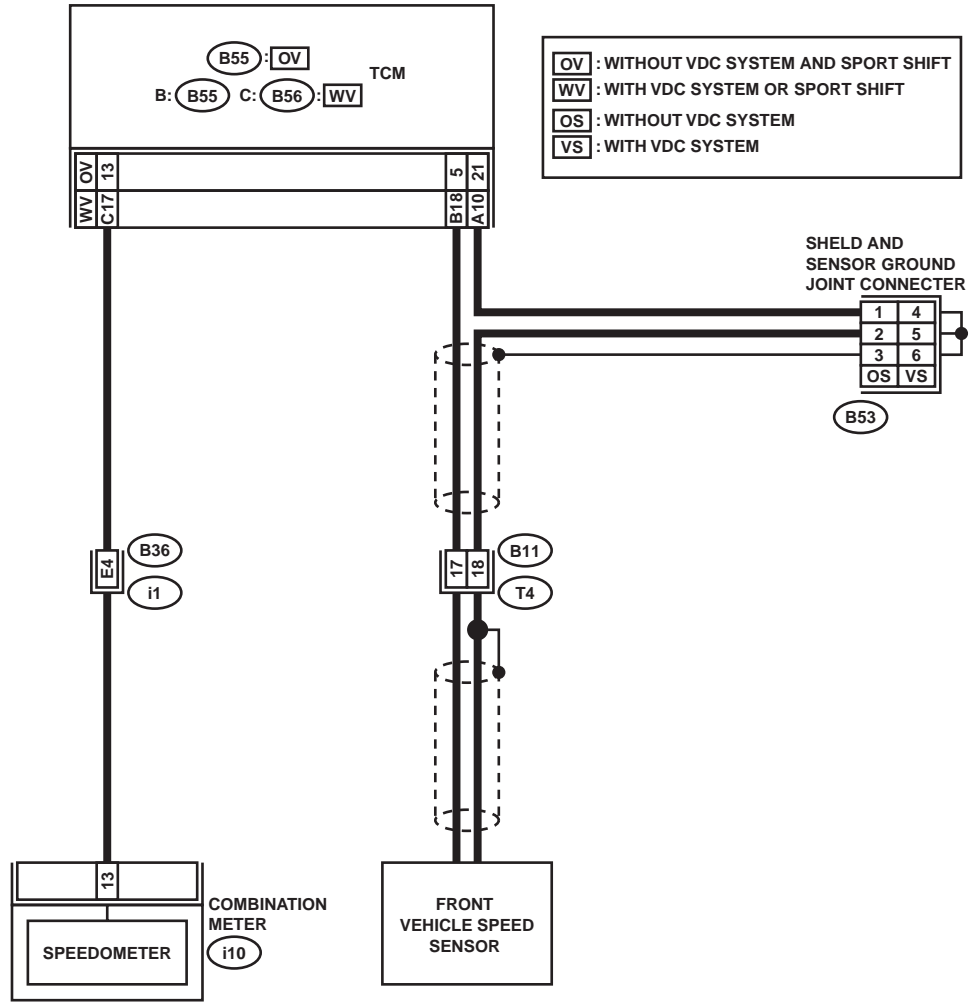 B55 : OV
TCM
B: B55 C: B56 : WV
OV : WITHOUT VDC SYSTEM AND SPORT SHIFT
WV : WITH VDC SYSTEM OR SPORT SHIFT
OS : WITHOUT VDC SYSTEM
VS : WITH VDC SYSTEM
OV 13 5 21
WV C17 B18 A10
SHELD AND
SENSOR GROUND
JOINT CONNECTER
1 4
2 5
3 6
OS VS
B53
E4
B36
i1
17 18
B11
T4
13
COMBINATION
METER
i10
SPEEDOMETER
FRONT
VEHICLE SPEED
SENSOR